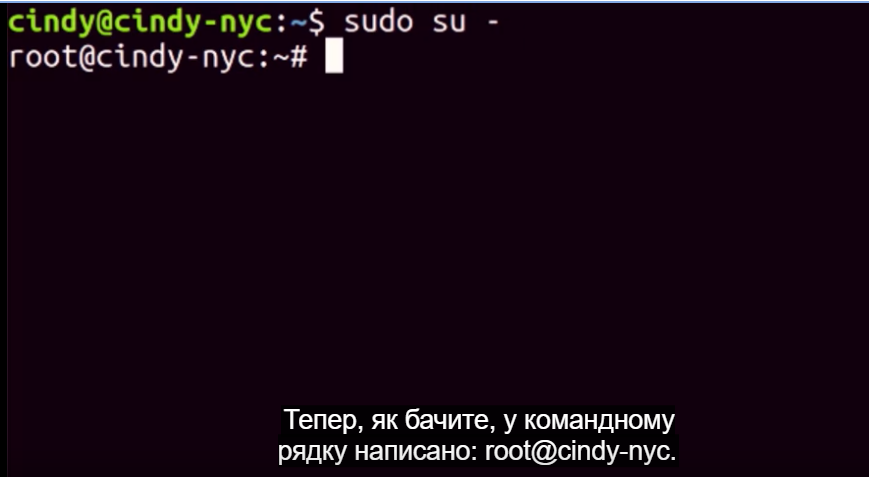 cindy@cindy-nyc:~$ sudo su -
root@cindy-nyc:~#
Тепер, як бачите, у командному
рядку написано: root@cindy-nyc.